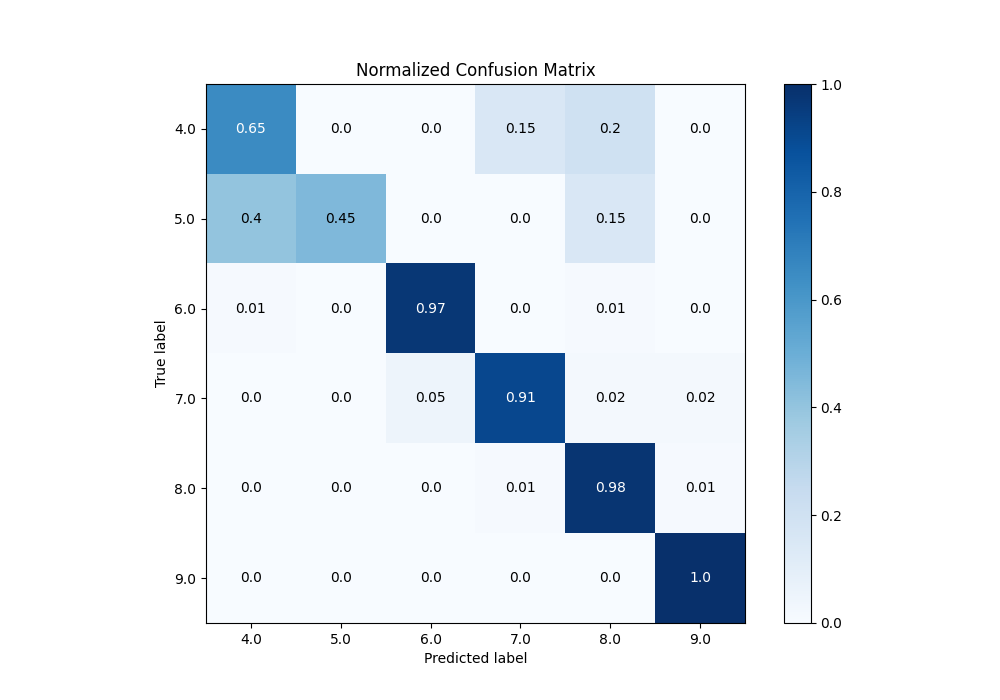 Normalized Confusion Matrix
True label
4.0 0.65 0.0 0.0 0.15 0.2 0.0
5.0 0.4 0.45 0.0 0.0 0.15 0.0
6.0 0.01 0.0 0.97 0.0 0.01 0.0
7.0 0.0 0.0 0.05 0.91 0.02 0.02
8.0 0.0 0.0 0.0 0.01 0.98 0.01
9.0 0.0 0.0 0.0 0.0 0.0 1.0
4.0 5.0 6.0 7.0 8.0 9.0
Predicted label
1.0
0.8
0.6
0.4
0.2
0.0